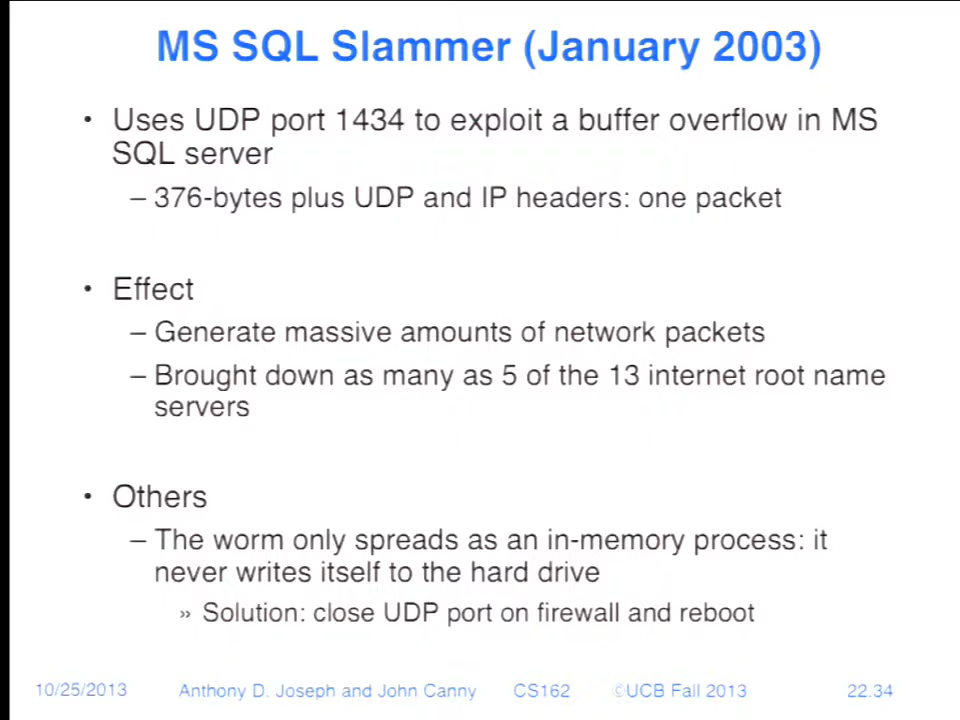 MS SQL Slammer (January 2003)
• Uses UDP port 1434 to exploit a buffer overflow in MS
SQL server
– 376-bytes plus UDP and IP headers: one packet
• Effect
– Generate massive amounts of network packets
– Brought down as many as 5 of the 13 internet root name
servers
• Others
– The worm only spreads as an in-memory process: it
never writes itself to the hard drive
» Solution: close UDP port on firewall and reboot
10/25/2013 Anthony D. Joseph and John Canny CS162 ©UCB Fall 2013 22.34